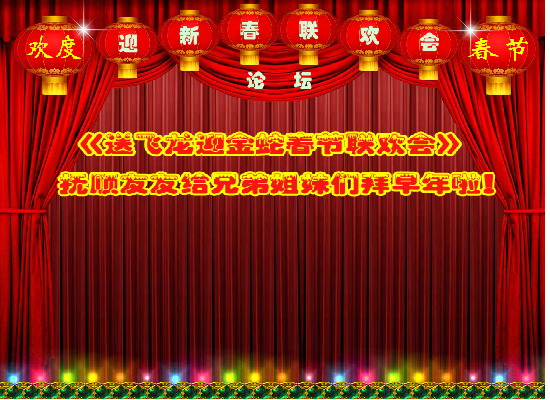 欢度 迎新春联欢会 春节
论坛
《送飞龙迎金蛇春节联欢会》
抚顺友友给兄弟姐妹们拜早年啦！